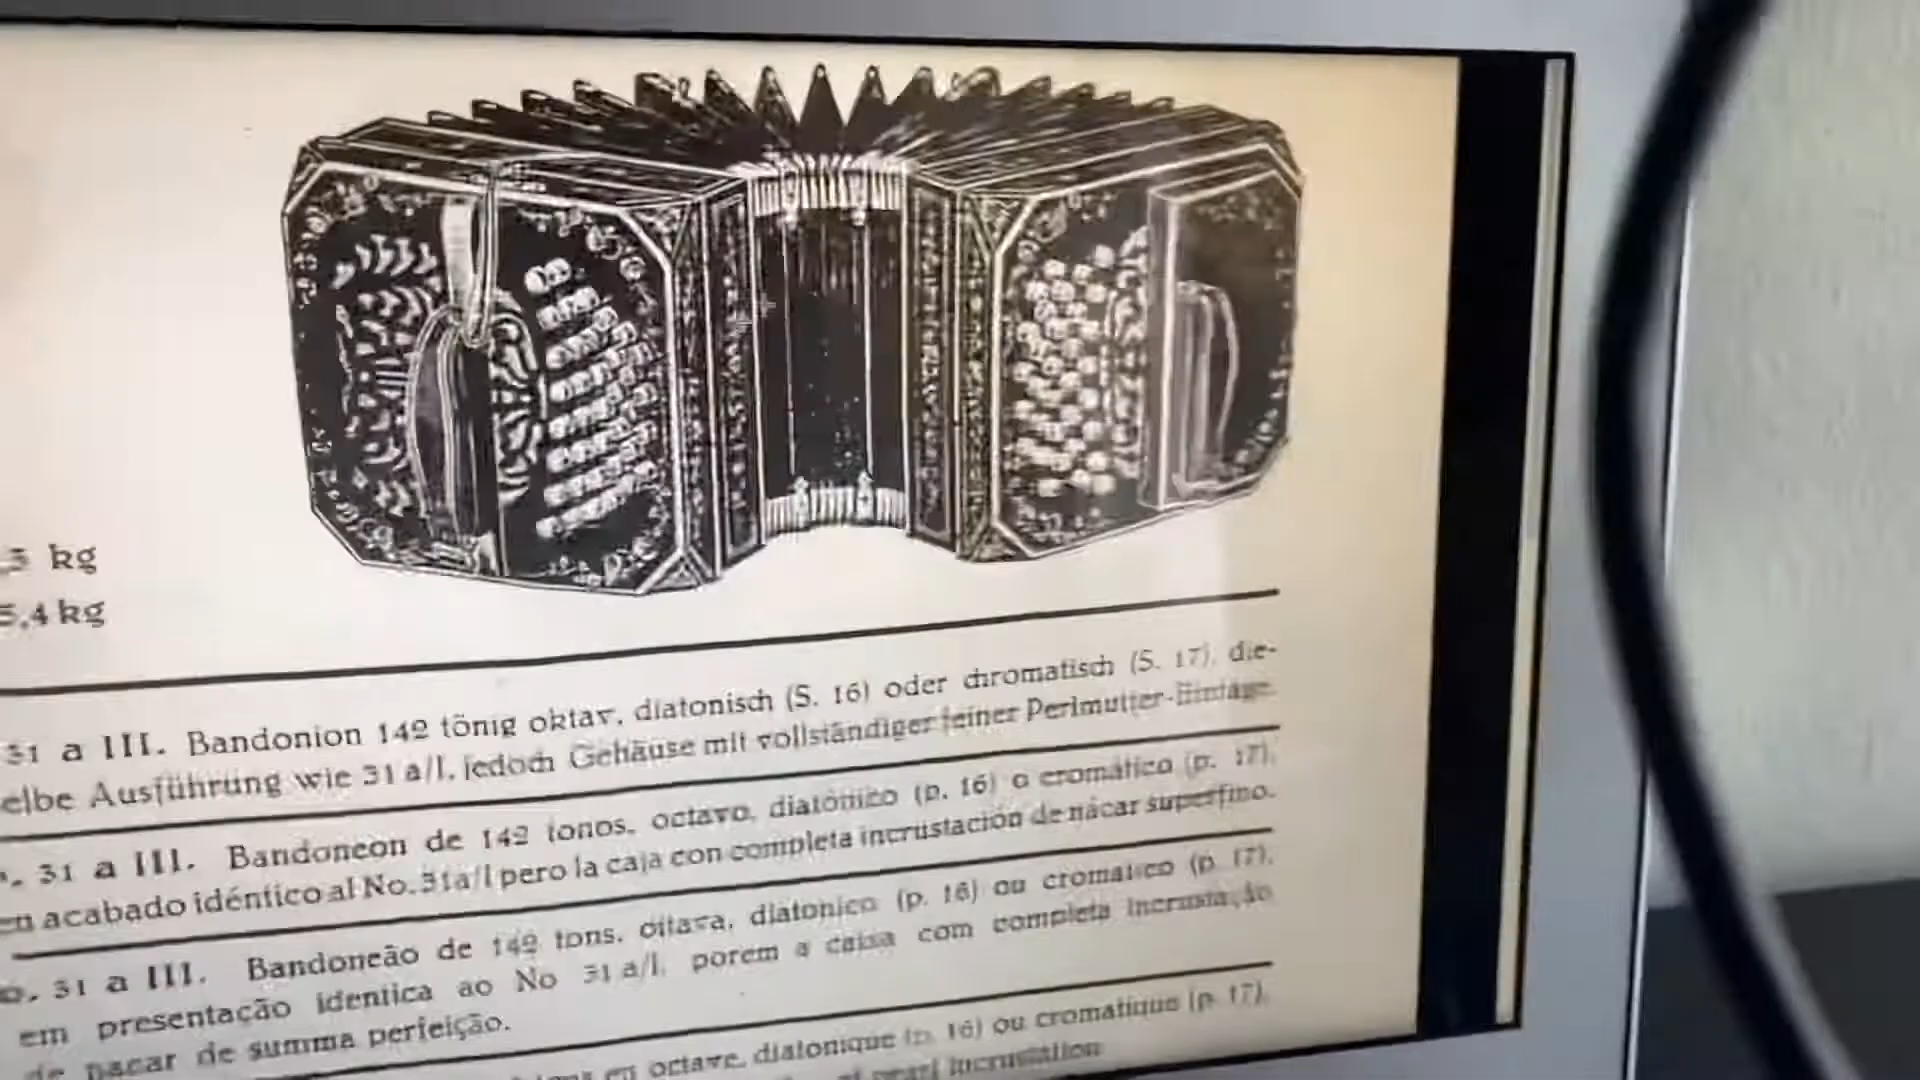 kg
5,4 kg
31 a III. Bandonion 142 tönig oktav, diatonisch (S. 16) oder chromatisch (S. 17), die-
elbe Ausführung wie 31 a/I, jedoch Gehäuse mit vollständiger feiner Perlmutter-Einlage.
31 a III. Bandoneon de 142 tonos, octavo, diatónico (p. 16) o cromático (p. 17),
en acabado idéntico al No. 31a/I pero la caja con completa incrustación de nácar superfino.
31 a III. Bandoneão de 142 tons, oitava, diatonico (p. 16) ou cromatico (p. 17),
em presentação identica ao No 31 a/I, porem a caixa com completa incrustação
de nacar de summa perfeição.
en octave, diatonique (p. 16) ou cromatique (p. 17),
pearl incrustation